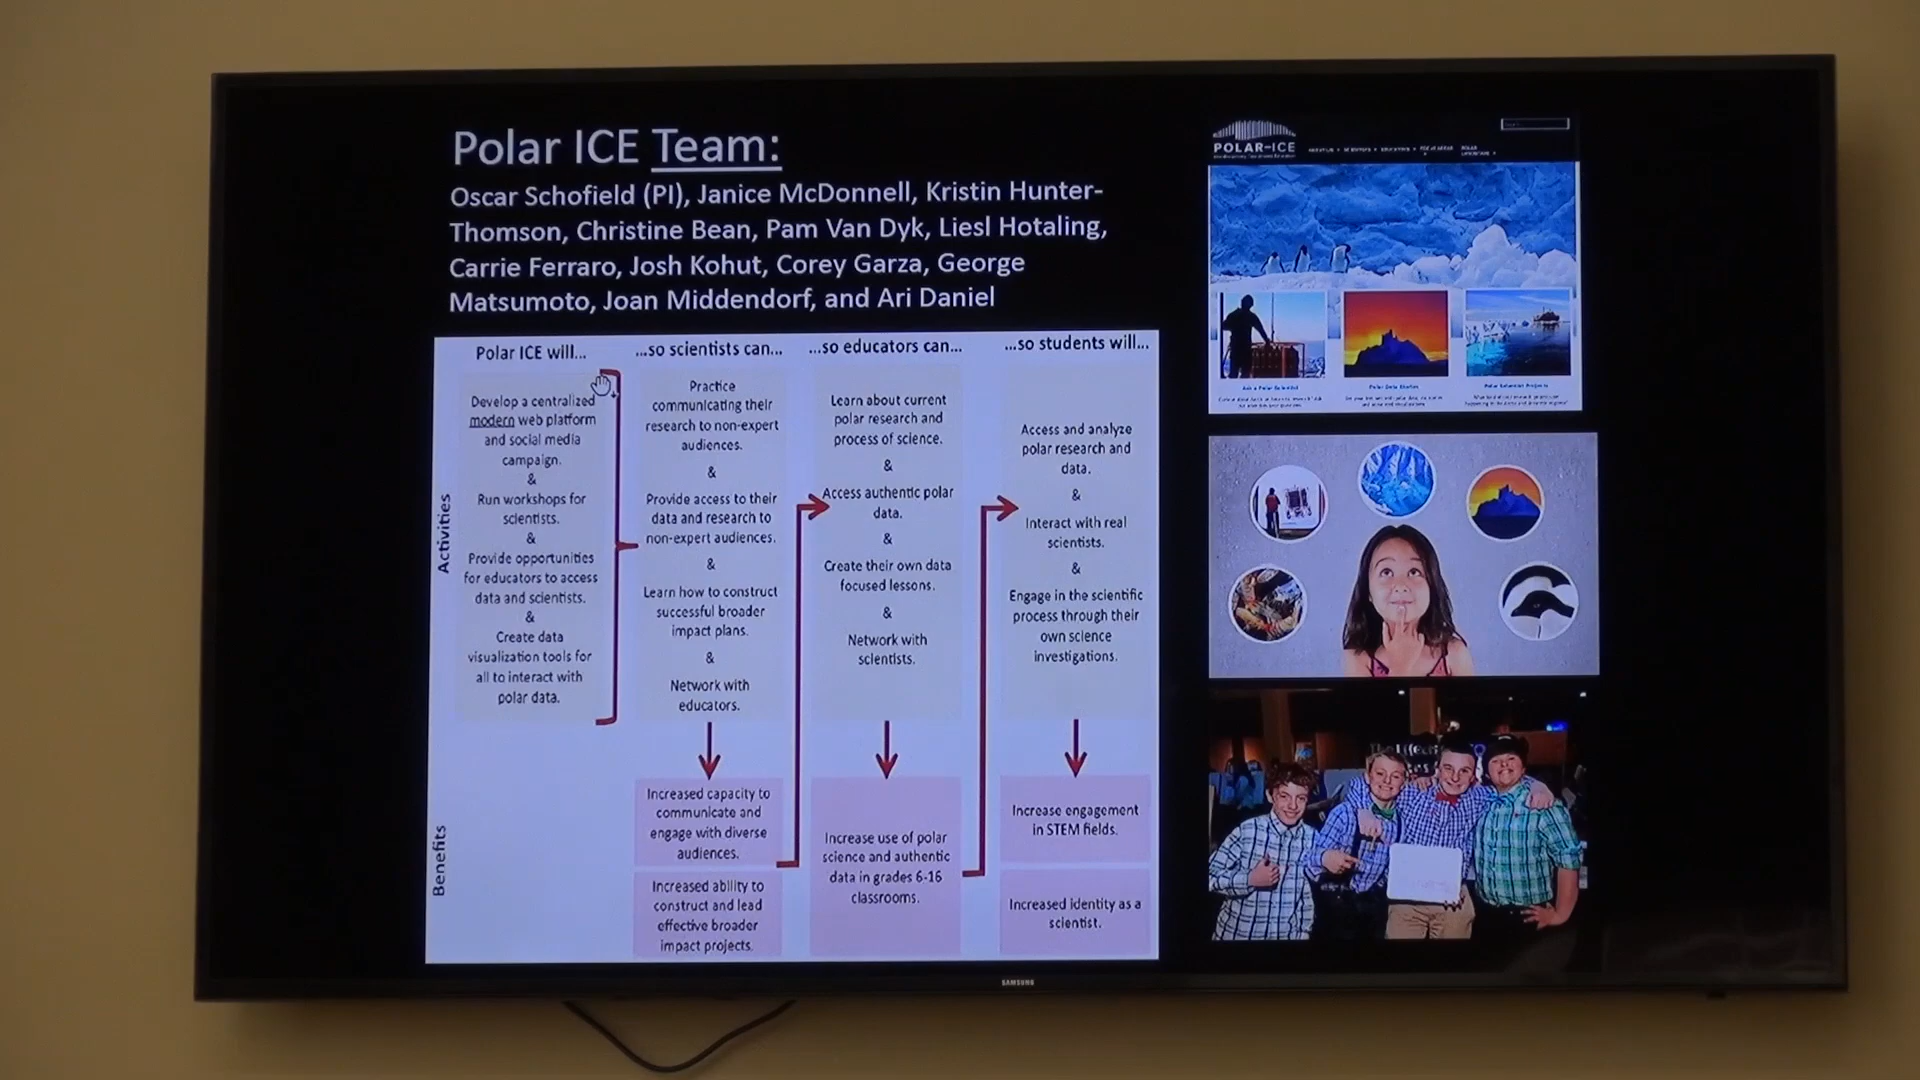 Polar ICE Team:
Oscar Schofield (PI), Janice McDonnell, Kristin Hunter-
Thomson, Christine Bean, Pam Van Dyk, Liesl Hotaling,
Carrie Ferraro, Josh Kohut, Corey Garza, George
Matsumoto, Joan Middendorf, and Ari Daniel
Polar ICE will...
Activities
Develop a centralized
modern web platform
and social media
campaign.
&
Run workshops for
scientists.
&
Provide opportunities
for educators to access
data and scientists.
&
Create data
visualization tools for
all to interact with
polar data.
...so scientists can...
Practice
communicating their
research to non-expert
audiences.
&
Provide access to their
data and research to
non-expert audiences.
&
Learn how to construct
successful broader
impact plans.
&
Network with
educators.
...so educators can...
Learn about current
polar research and
process of science.
&
Access authentic polar
data.
&
Create their own data
focused lessons.
&
Network with
scientists.
...so students will...
Access and analyze
polar research and
data.
&
Interact with real
scientists.
&
Engage in the scientific
process through their
own science
investigations.
Benefits
Increased capacity to
communicate and
engage with diverse
audiences.
Increased ability to
construct and lead
effective broader
impact projects.
Increase use of polar
science and authentic
data in grades 6-16
classrooms.
Increase engagement
in STEM fields.
Increased identity as a
scientist.
POLAR-ICE
Ask a Polar Scientist
Polar Data Stories
SAMSUNG